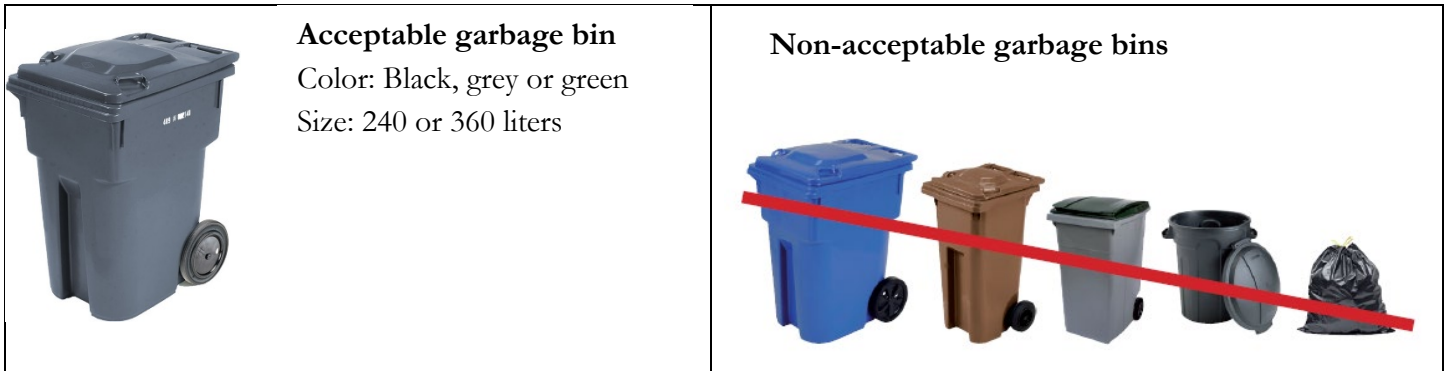 Acceptable garbage bin
Color: Black, grey or green
Size: 240 or 360 liters
Non-acceptable garbage bins